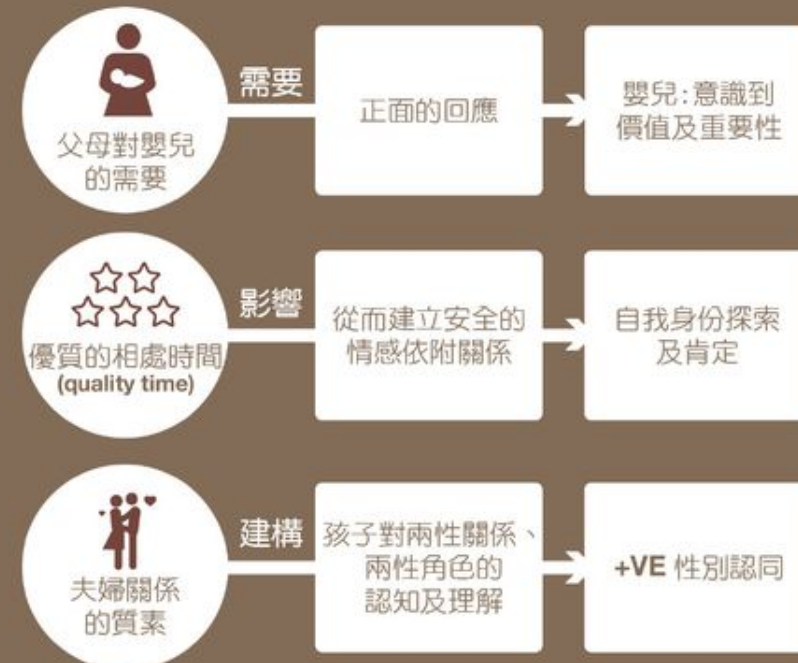 父母對嬰兒
的需要
需要
正面的回應
嬰兒:意識到
價值及重要性
優質的相處時間
(quality time)
影響
從而建立安全的
情感依附關係
自我身份探索
及肯定
夫婦關係
的質素
建構
孩子對兩性關係、
兩性角色的
認知及理解
+VE 性別認同